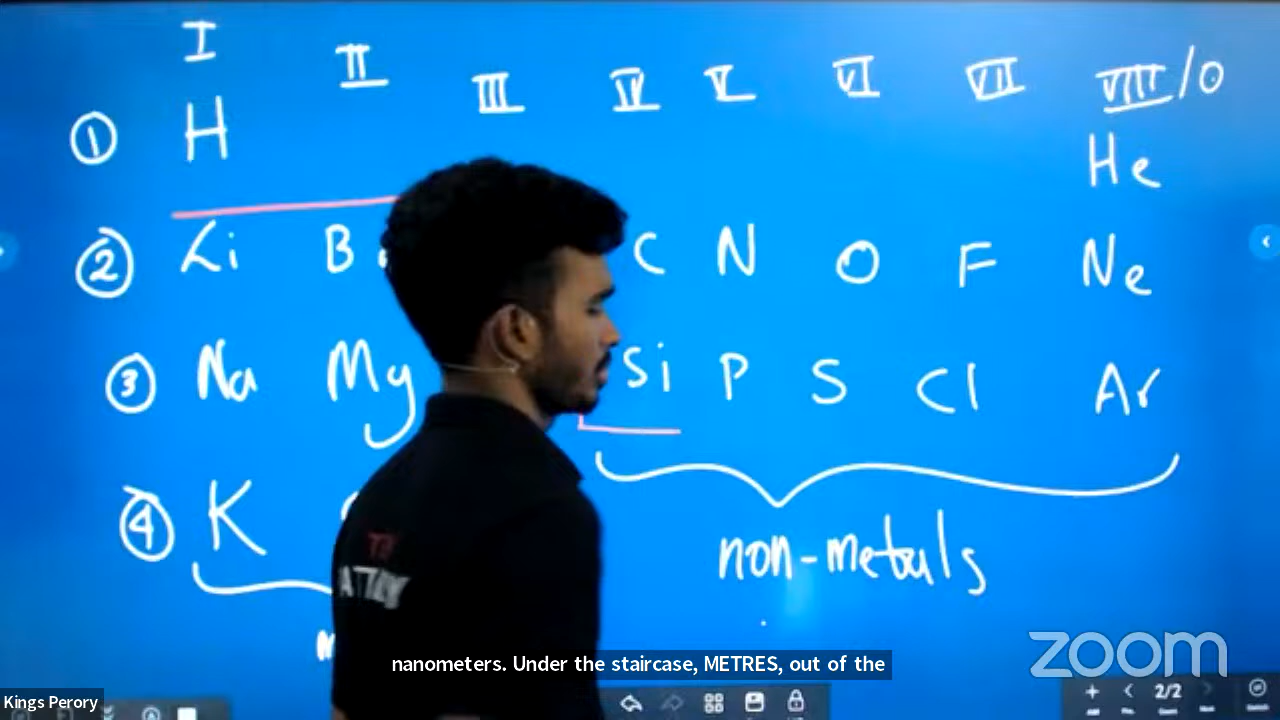 I II III IV V VI VII VIII/0
① H He
② Li B C N O F Ne
③ Na Mg Si P S Cl Ar
④ K
non-metals
nanometers. Under the staircase, METRES, out of the
zoom
Kings Perory
2/2